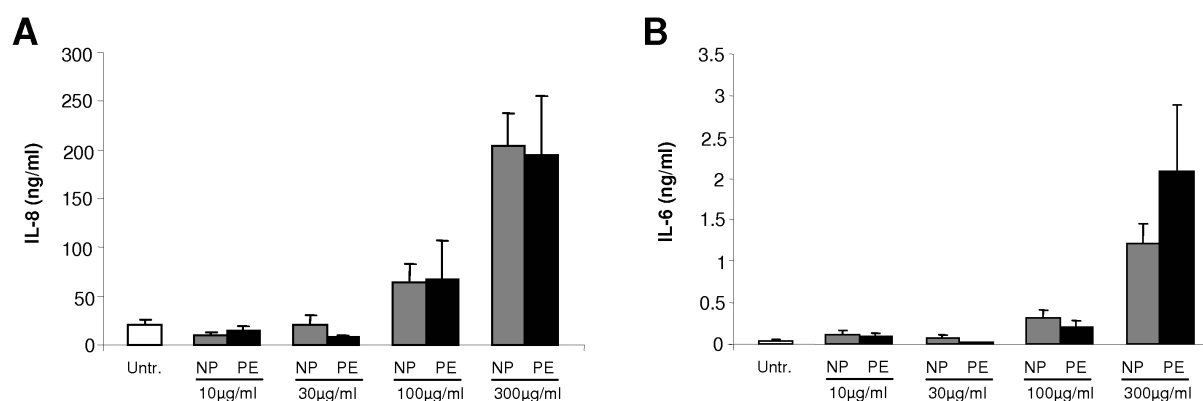 A
IL-8 (ng/ml)
300
250
200
150
100
50
0
Untr.
NP PE NP PE NP PE NP PE
10µg/ml 30µg/ml 100µg/ml 300µg/ml
B
IL-6 (ng/ml)
3.5
3
2.5
2
1.5
1
0.5
0
Untr.
NP PE NP PE NP PE NP PE
10µg/ml 30µg/ml 100µg/ml 300µg/ml